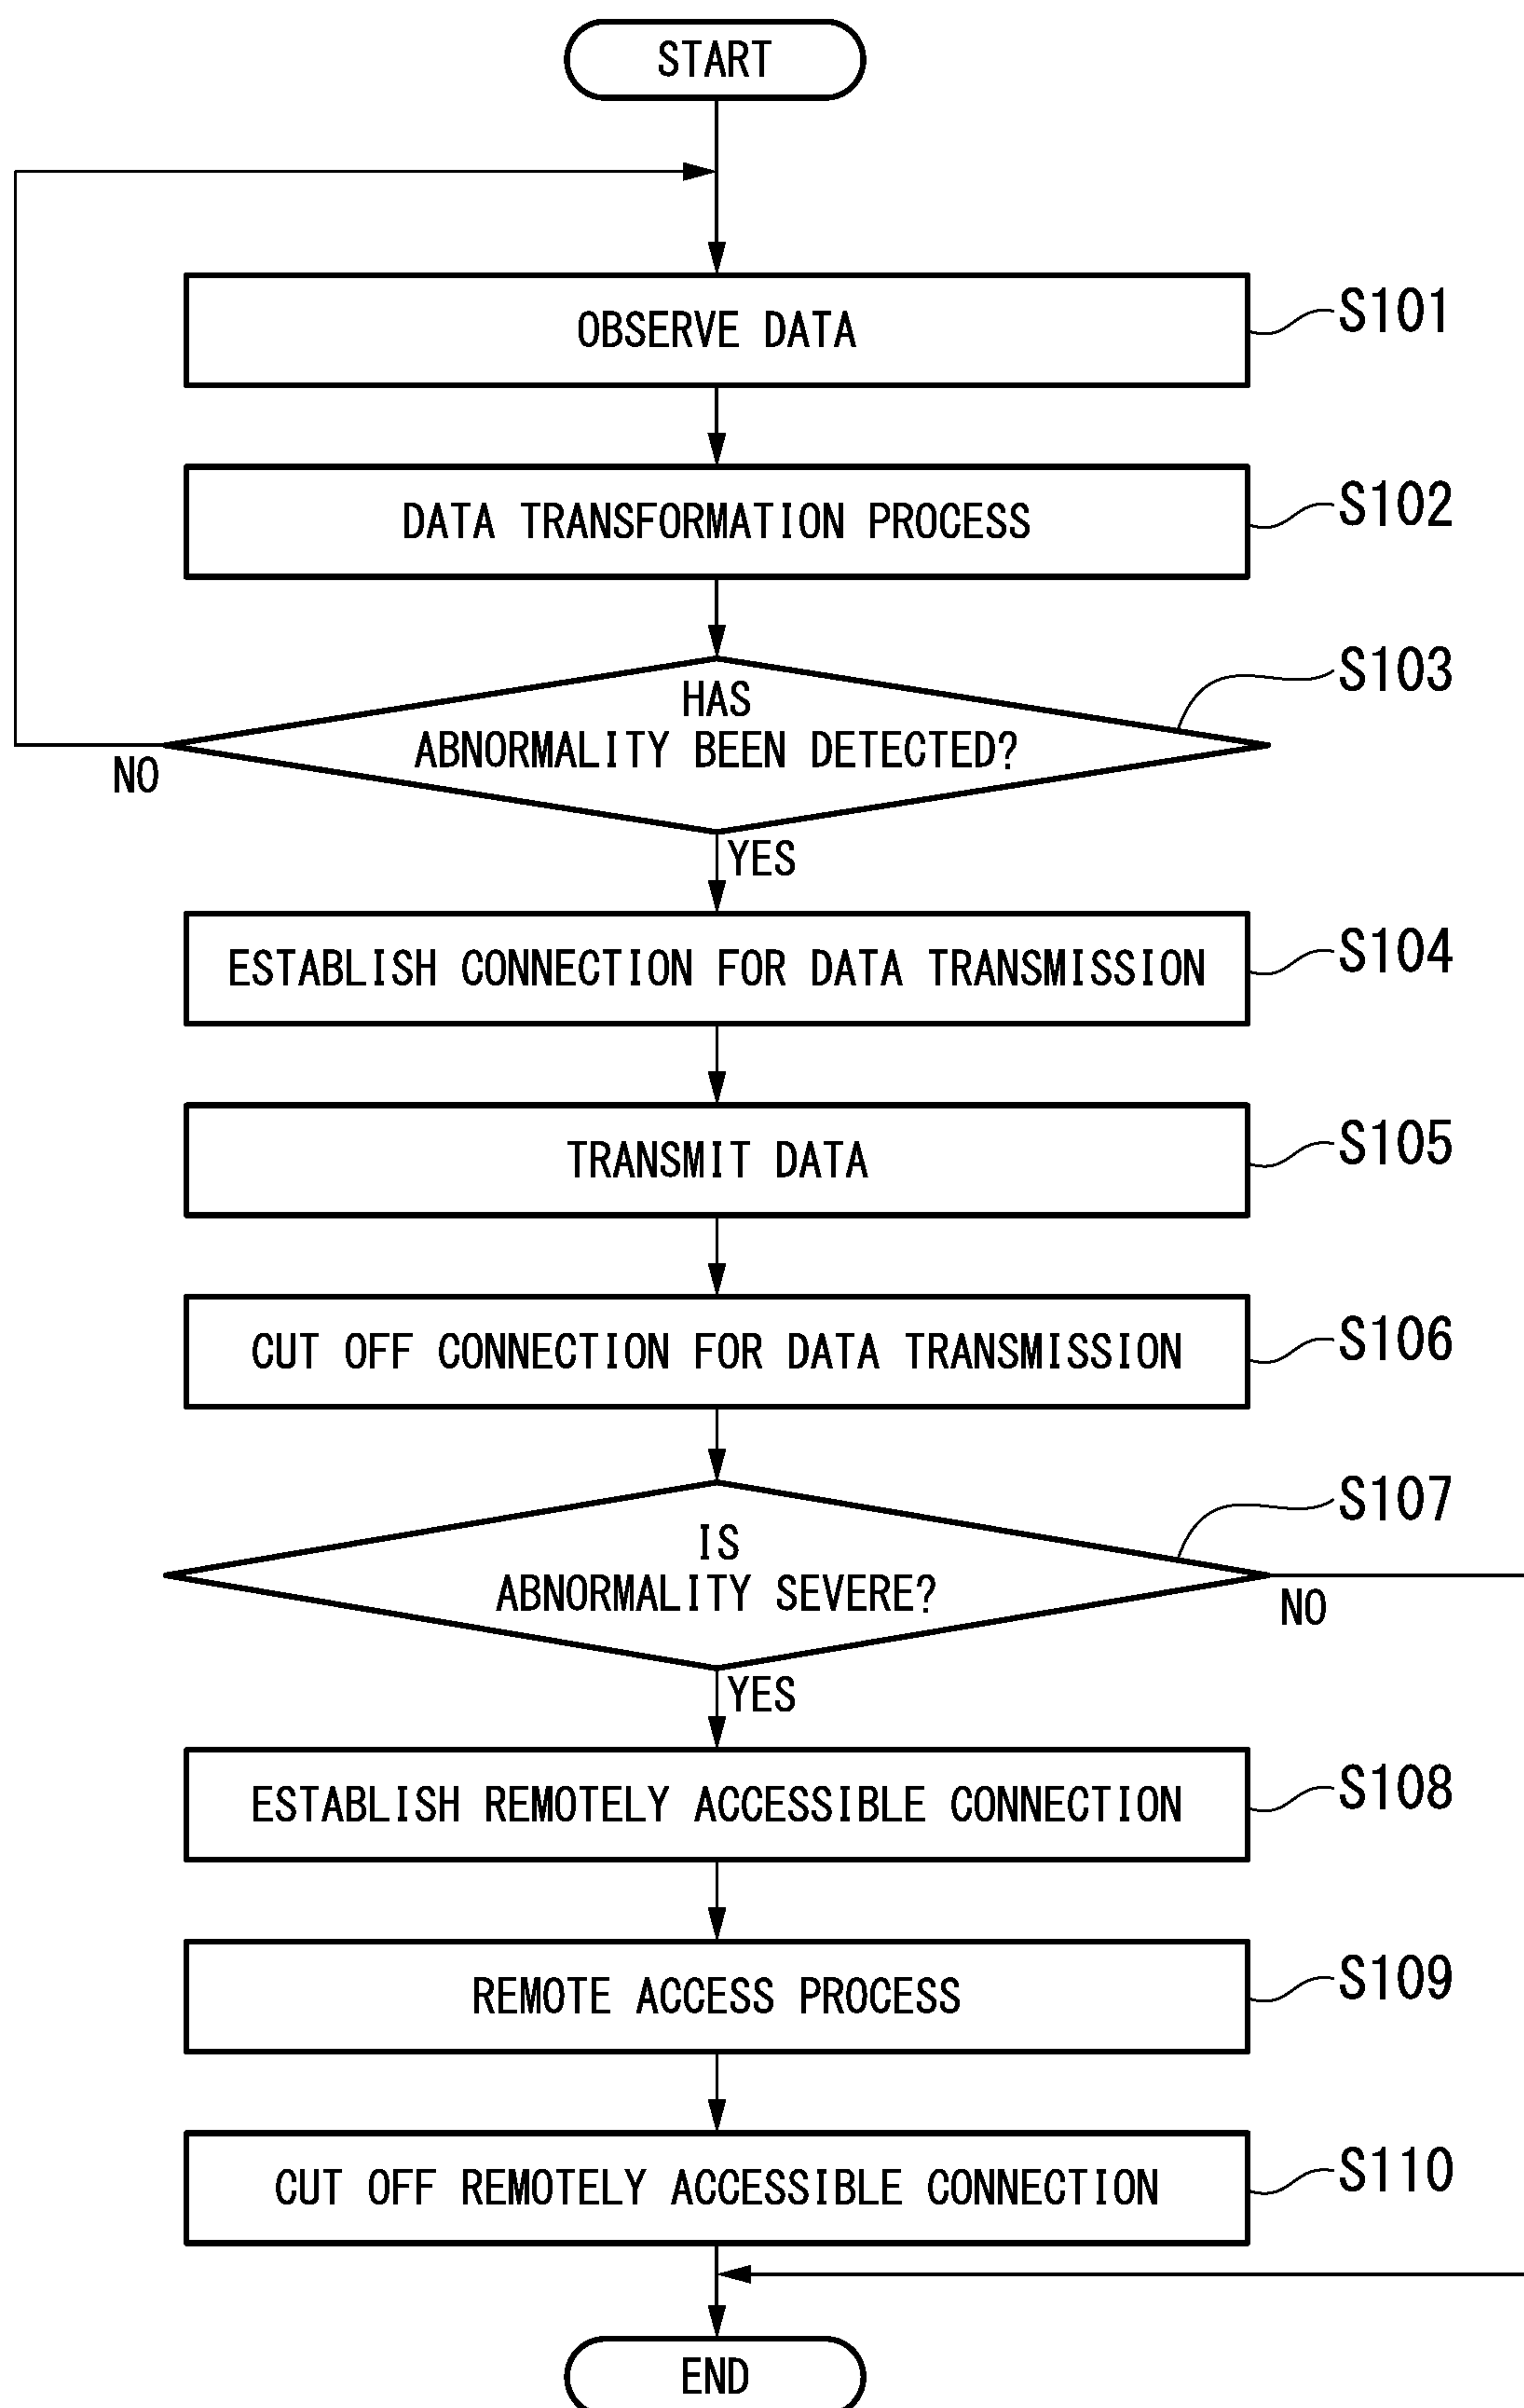 START
OBSERVE DATA
S101
DATA TRANSFORMATION PROCESS
S102
HAS
ABNORMALITY BEEN DETECTED?
S103
NO
YES
ESTABLISH CONNECTION FOR DATA TRANSMISSION
S104
TRANSMIT DATA
S105
CUT OFF CONNECTION FOR DATA TRANSMISSION
S106
IS
ABNORMALITY SEVERE?
S107
NO
YES
ESTABLISH REMOTELY ACCESSIBLE CONNECTION
S108
REMOTE ACCESS PROCESS
S109
CUT OFF REMOTELY ACCESSIBLE CONNECTION
S110
END